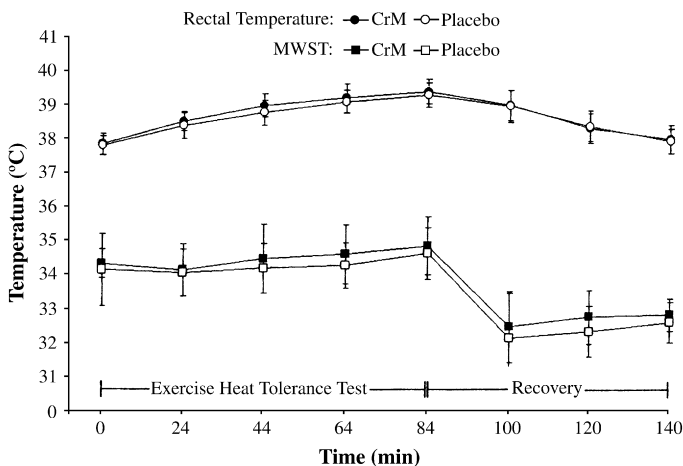 Rectal Temperature: CrM Placebo
MWST: CrM Placebo
41
40
39
38
37
36
35
34
33
32
31
0
Temperature (°C)
Exercise Heat Tolerance Test Recovery
0 24 44 64 84 100 120 140
Time (min)